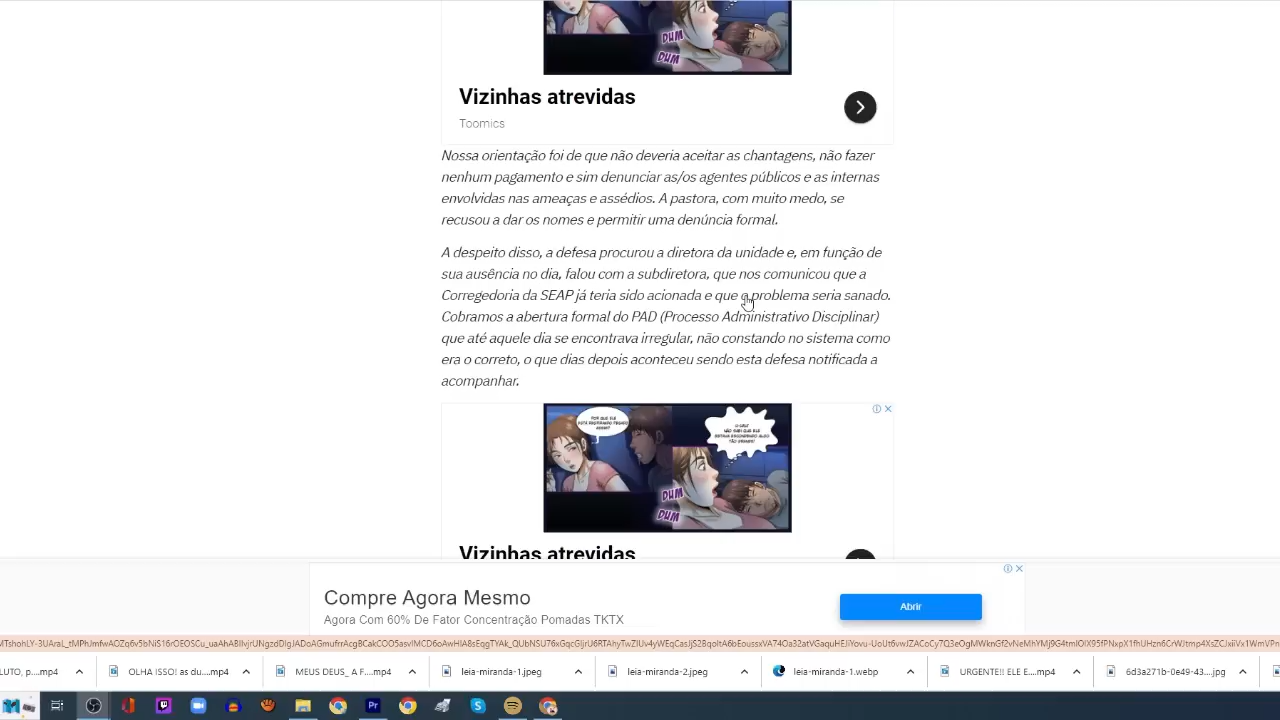 DUM
DUM
Vizinhas atrevidas
Toomics
Nossa orientação foi de que não deveria aceitar as chantagens, não fazer
nenhum pagamento e sim denunciar as/os agentes públicos e as internas
envolvidas nas ameaças e assédios. A pastora, com muito medo, se
recusou a dar os nomes e permitir uma denúncia formal.
A despeito disso, a defesa procurou a diretora da unidade e, em função de
sua ausência no dia, falou com a subdiretora, que nos comunicou que a
Corregedoria da SEAP já teria sido acionada e que o problema seria sanado.
Cobramos a abertura formal do PAD (Processo Administrativo Disciplinar)
que até aquele dia se encontrava irregular, não constando no sistema como
era o correto, o que dias depois aconteceu sendo esta defesa notificada a
acompanhar.
DUM
DUM
Vizinhas atrevidas
Compre Agora Mesmo
Agora Com 60% De Fator Concentração Pomadas TKTX
Abrir
LUTO, p....mp4
OLHA ISSO! as du....mp4
MEUS DEUS., A F....mp4
leia-miranda-1.jpeg
leia-miranda-2.jpeg
leia-miranda-1.webp
URGENTE!! ELE E....mp4
6d3a271b-0e49-43....jpg